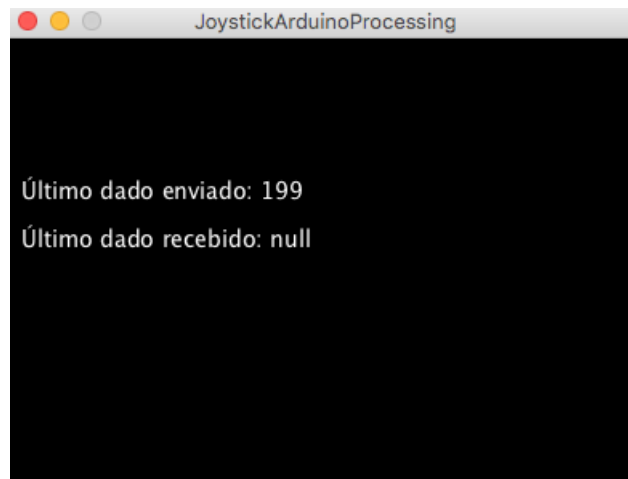 JoystickArduinoProcessing
Último dado enviado: 199
Último dado recebido: null